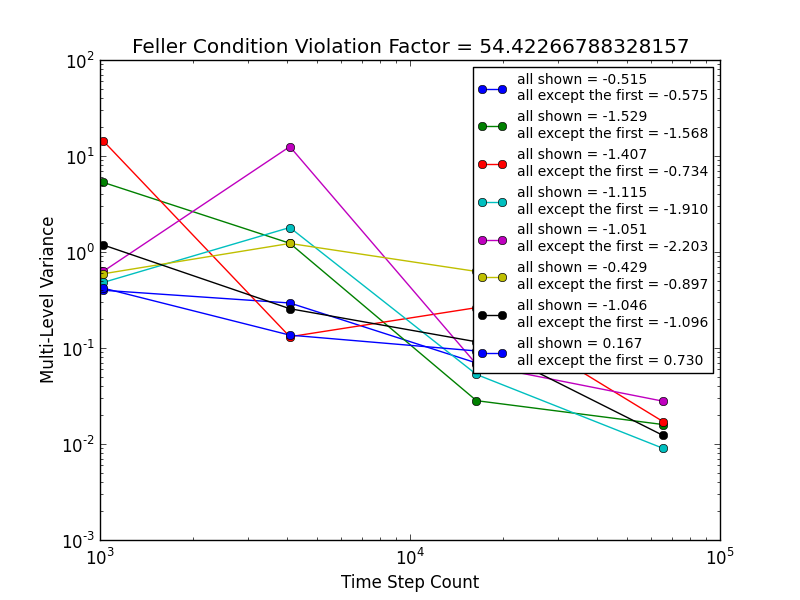 Feller Condition Violation Factor = 54.42266788328157
10^2
10^1
10^0
10^-1
10^-2
10^-3
Multi-Level Variance
all shown = -0.515
all except the first = -0.575
all shown = -1.529
all except the first = -1.568
all shown = -1.407
all except the first = -0.734
all shown = -1.115
all except the first = -1.910
all shown = -1.051
all except the first = -2.203
all shown = -0.429
all except the first = -0.897
all shown = -1.046
all except the first = -1.096
all shown = 0.167
all except the first = 0.730
10^3 10^4 10^5
Time Step Count